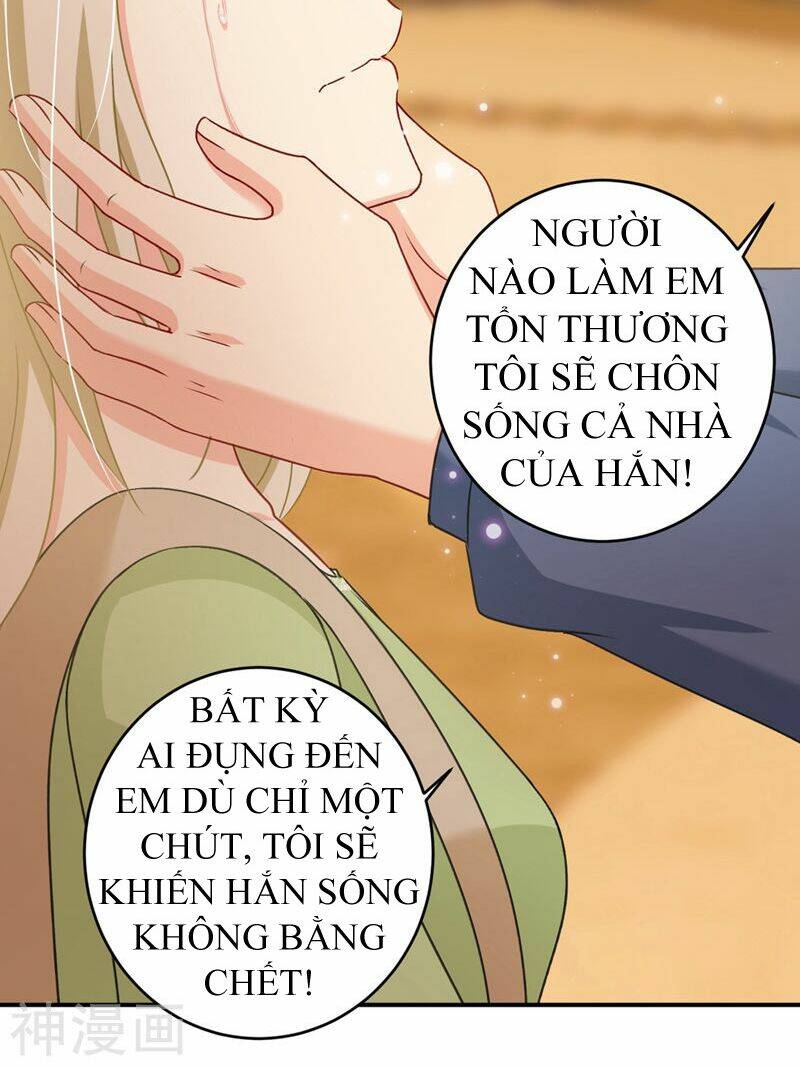 NGƯỜI
NÀO LÀM EM
TỔN THƯƠNG
TÔI SẼ CHÔN
SỐNG CẢ NHÀ
CỦA HẮN!
BẤT KỲ
AI ĐỤNG ĐẾN
EM DÙ CHỈ MỘT
CHÚT, TÔI SẼ
KHIẾN HẮN SỐNG
KHÔNG BẰNG
CHẾT!
神漫画